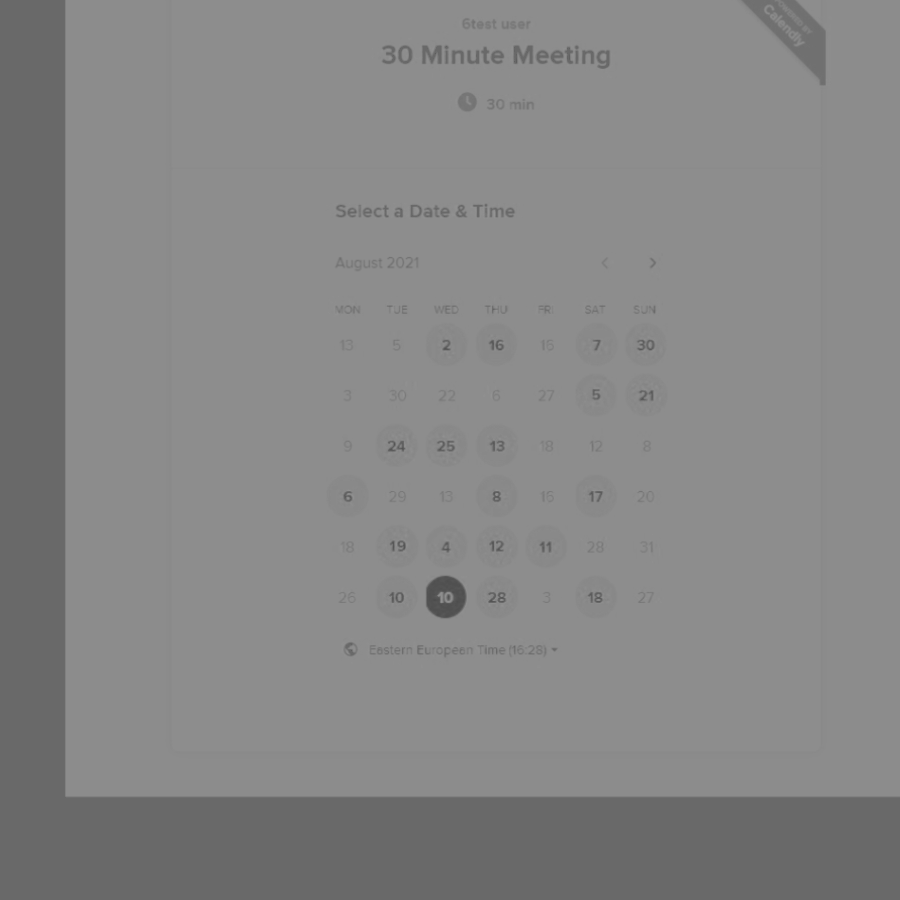 6test user
POWERED BY
Calendly
30 Minute Meeting
30 min
Select a Date & Time
August 2021
MON TUE WED THU FRI SAT SUN
13 5 2 16 15 7 30
3 30 22 6 27 5 21
9 24 25 13 18 12 8
6 29 13 8 15 17 20
18 19 4 12 11 28 31
26 10 10 28 3 18 27
Eastern European Time (16:28)